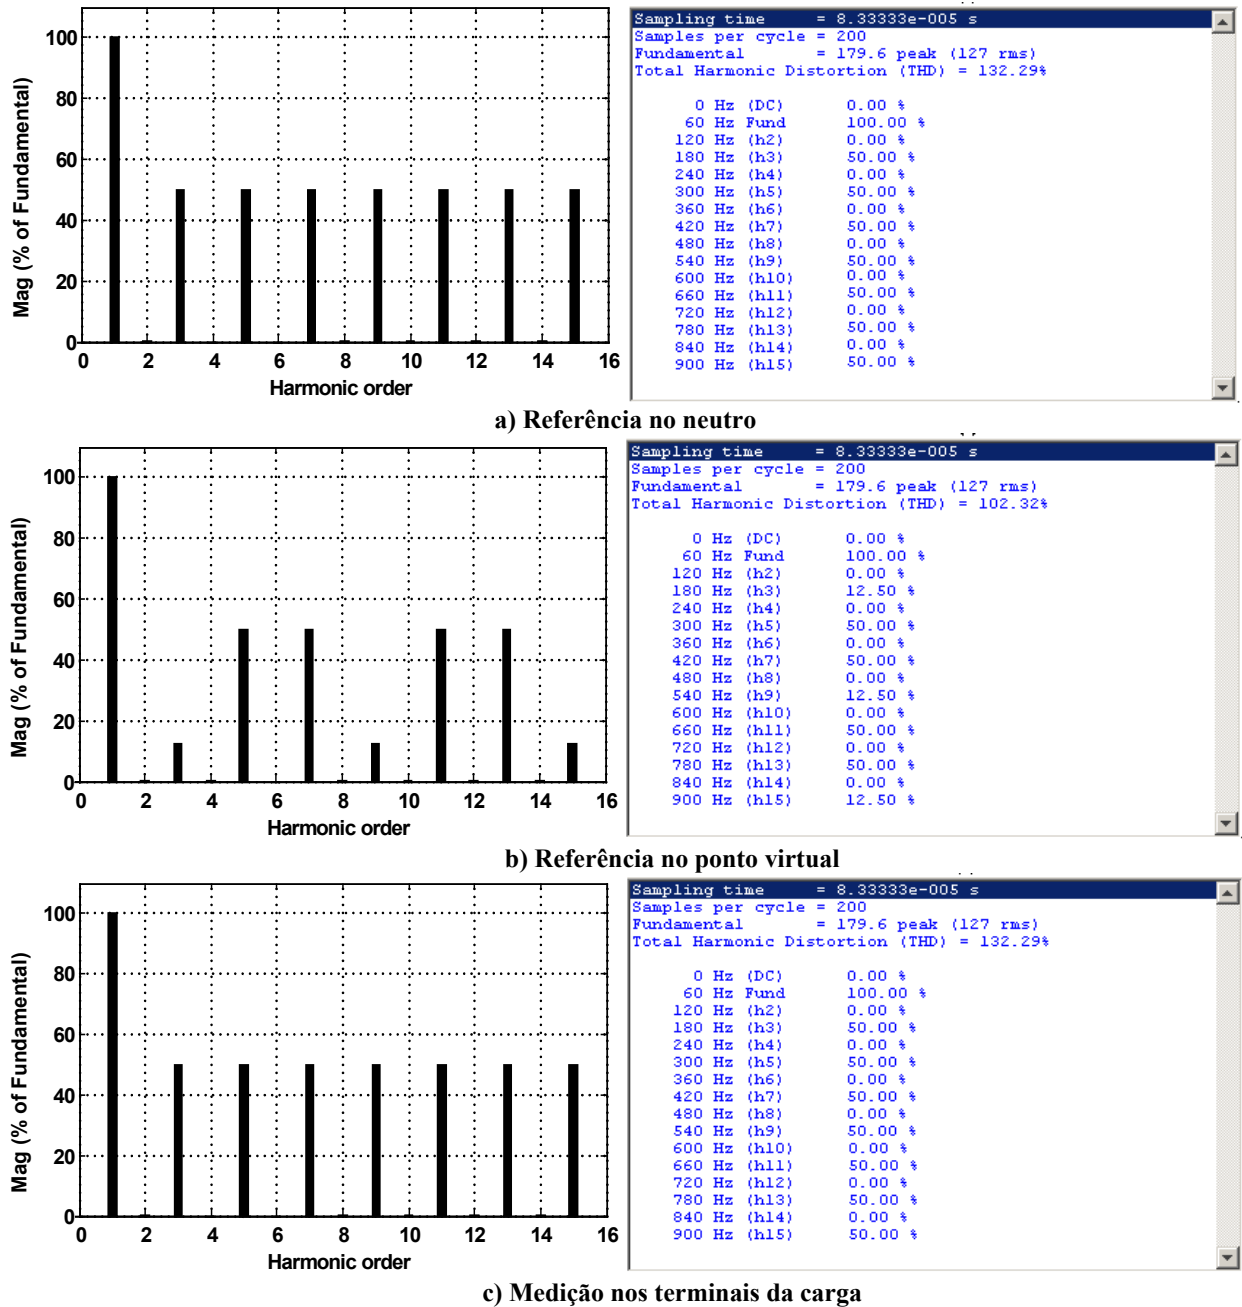 100
80
60
40
20
0
0 2 4 6 8 10 12 14 16
Mag (% of Fundamental)
Harmonic order
Sampling time = 8.33333e-005 s
Samples per cycle = 200
Fundamental = 179.6 peak (127 rms)
Total Harmonic Distortion (THD) = 132.29%
0 Hz (DC) 0.00 %
60 Hz Fund 100.00 %
120 Hz (h2) 0.00 %
180 Hz (h3) 50.00 %
240 Hz (h4) 0.00 %
300 Hz (h5) 50.00 %
360 Hz (h6) 0.00 %
420 Hz (h7) 50.00 %
480 Hz (h8) 0.00 %
540 Hz (h9) 50.00 %
600 Hz (h10) 0.00 %
660 Hz (h11) 50.00 %
720 Hz (h12) 0.00 %
780 Hz (h13) 50.00 %
840 Hz (h14) 0.00 %
900 Hz (h15) 50.00 %
a) Referência no neutro
100
80
60
40
20
0
0 2 4 6 8 10 12 14 16
Mag (% of Fundamental)
Harmonic order
Sampling time = 8.33333e-005 s
Samples per cycle = 200
Fundamental = 179.6 peak (127 rms)
Total Harmonic Distortion (THD) = 102.32%
0 Hz (DC) 0.00 %
60 Hz Fund 100.00 %
120 Hz (h2) 0.00 %
180 Hz (h3) 12.50 %
240 Hz (h4) 0.00 %
300 Hz (h5) 50.00 %
360 Hz (h6) 0.00 %
420 Hz (h7) 50.00 %
480 Hz (h8) 0.00 %
540 Hz (h9) 12.50 %
600 Hz (h10) 0.00 %
660 Hz (h11) 50.00 %
720 Hz (h12) 0.00 %
780 Hz (h13) 50.00 %
840 Hz (h14) 0.00 %
900 Hz (h15) 12.50 %
b) Referência no ponto virtual
100
80
60
40
20
0
0 2 4 6 8 10 12 14 16
Mag (% of Fundamental)
Harmonic order
Sampling time = 8.33333e-005 s
Samples per cycle = 200
Fundamental = 179.6 peak (127 rms)
Total Harmonic Distortion (THD) = 132.29%
0 Hz (DC) 0.00 %
60 Hz Fund 100.00 %
120 Hz (h2) 0.00 %
180 Hz (h3) 50.00 %
240 Hz (h4) 0.00 %
300 Hz (h5) 50.00 %
360 Hz (h6) 0.00 %
420 Hz (h7) 50.00 %
480 Hz (h8) 0.00 %
540 Hz (h9) 50.00 %
600 Hz (h10) 0.00 %
660 Hz (h11) 50.00 %
720 Hz (h12) 0.00 %
780 Hz (h13) 50.00 %
840 Hz (h14) 0.00 %
900 Hz (h15) 50.00 %
c) Medição nos terminais da carga